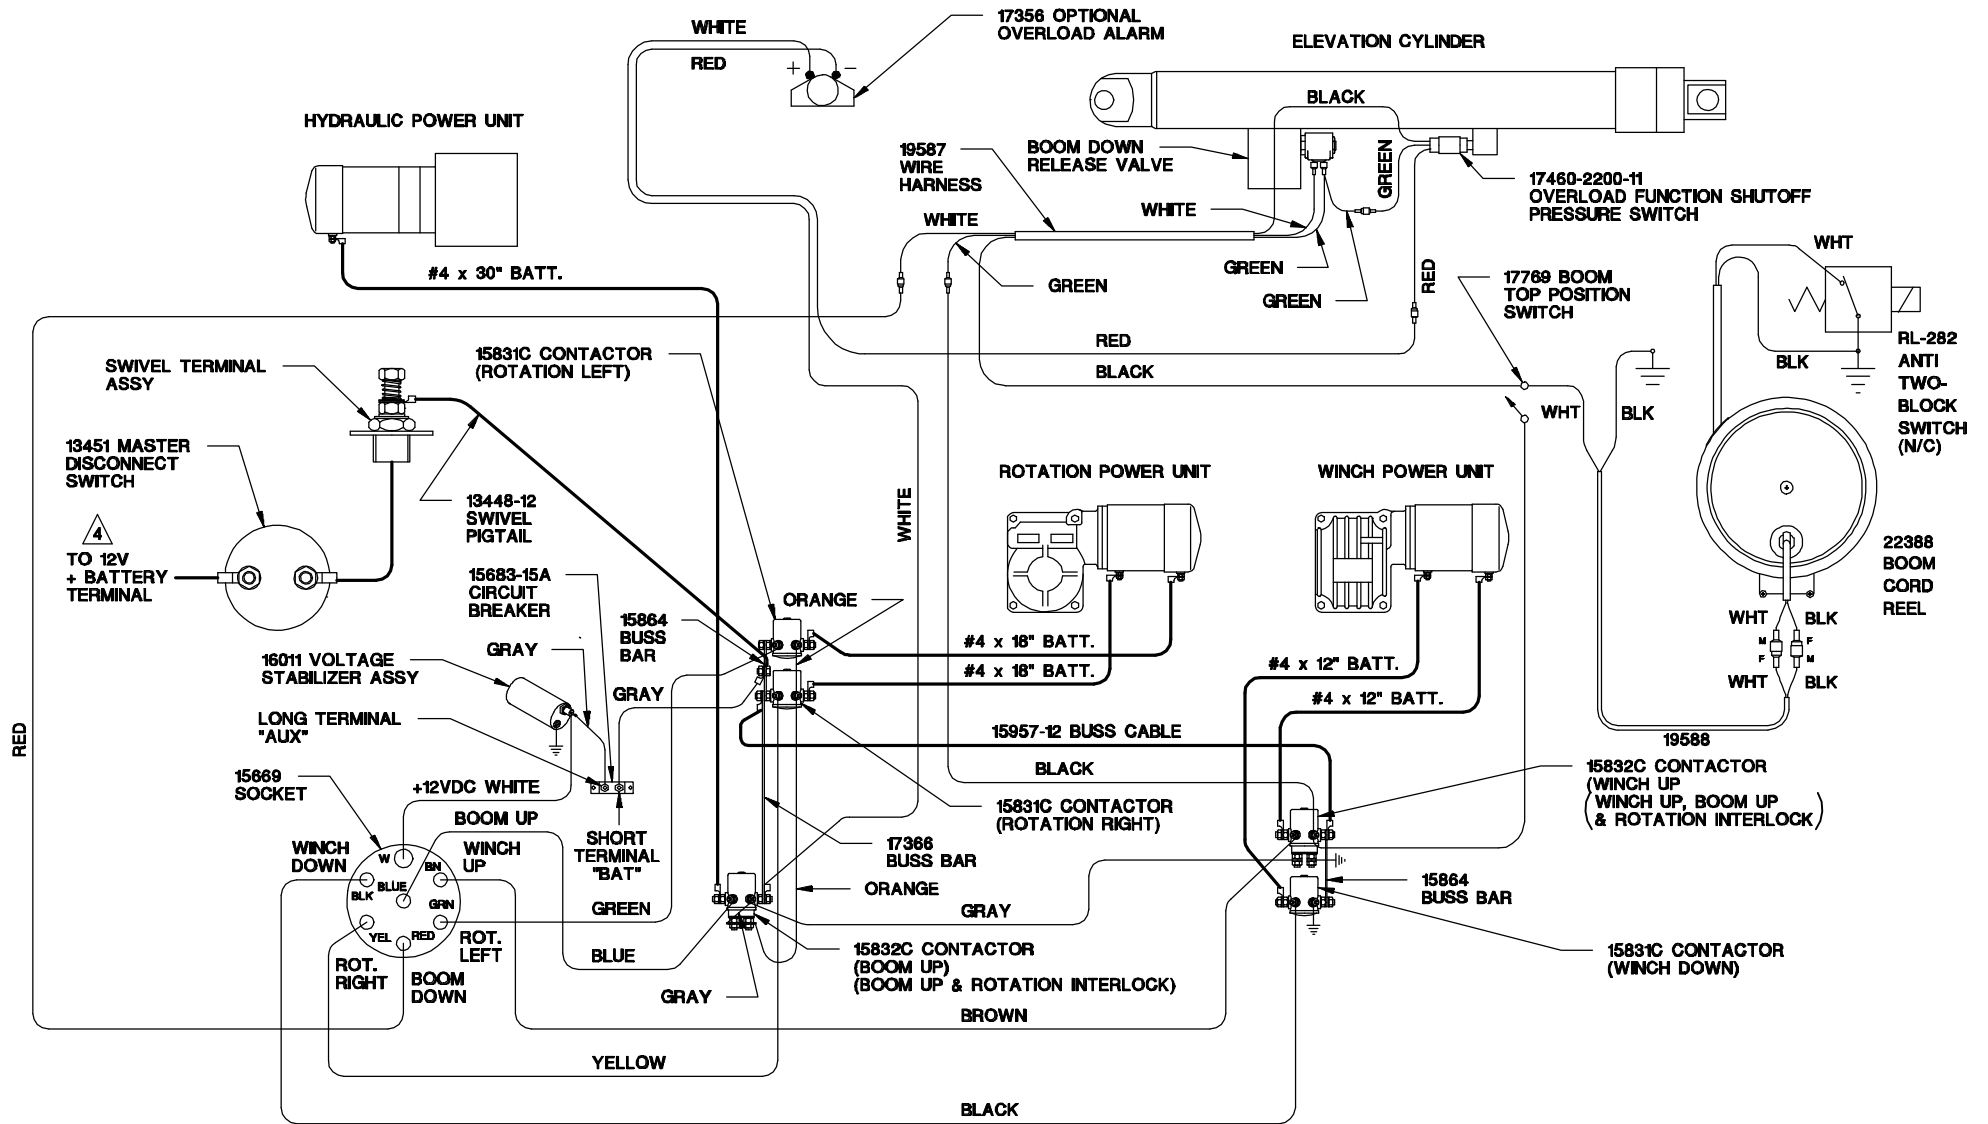 17356 OPTIONAL
OVERLOAD ALARM
WHITE
RED
+
−
ELEVATION CYLINDER
BLACK
HYDRAULIC POWER UNIT
19587
WIRE
HARNESS
BOOM DOWN
RELEASE VALVE
GREEN
17460-2200-11
OVERLOAD FUNCTION SHUTOFF
PRESSURE SWITCH
WHITE
WHITE
#4 x 30" BATT.
GREEN
GREEN
GREEN
RED
17769 BOOM
TOP POSITION
SWITCH
WHT
BLK
RL-282
ANTI
TWO-
BLOCK
SWITCH
(N/C)
RED
BLACK
15831C CONTACTOR
(ROTATION LEFT)
SWIVEL TERMINAL
ASSY
WHT
BLK
13451 MASTER
DISCONNECT
SWITCH
13448-12
SWIVEL
PIGTAIL
WHITE
ROTATION POWER UNIT
WINCH POWER UNIT
4
TO 12V
+ BATTERY
TERMINAL
15683-15A
CIRCUIT
BREAKER
22388
BOOM
CORD
REEL
ORANGE
15864
BUSS
BAR
GRAY
WHT
BLK
M
F
F
M
WHT
BLK
#4 x 18" BATT.
#4 x 18" BATT.
#4 x 12" BATT.
#4 x 12" BATT.
16011 VOLTAGE
STABILIZER ASSY
GRAY
LONG TERMINAL
"AUX"
RED
15957-12 BUSS CABLE
19588
15669
SOCKET
+12VDC WHITE
BLACK
15832C CONTACTOR
(WINCH UP
(WINCH UP, BOOM UP
& ROTATION INTERLOCK)
15831C CONTACTOR
(ROTATION RIGHT)
BOOM UP
SHORT
TERMINAL
"BAT"
WINCH
DOWN
WINCH
UP
17366
BUSS BAR
W
BN
BLUE
BLK
GRN
YEL
RED
ORANGE
15864
BUSS BAR
GREEN
GRAY
ROT.
LEFT
ROT.
RIGHT
BOOM
DOWN
BLUE
15832C CONTACTOR
(BOOM UP)
(BOOM UP & ROTATION INTERLOCK)
15831C CONTACTOR
(WINCH DOWN)
GRAY
BROWN
YELLOW
BLACK